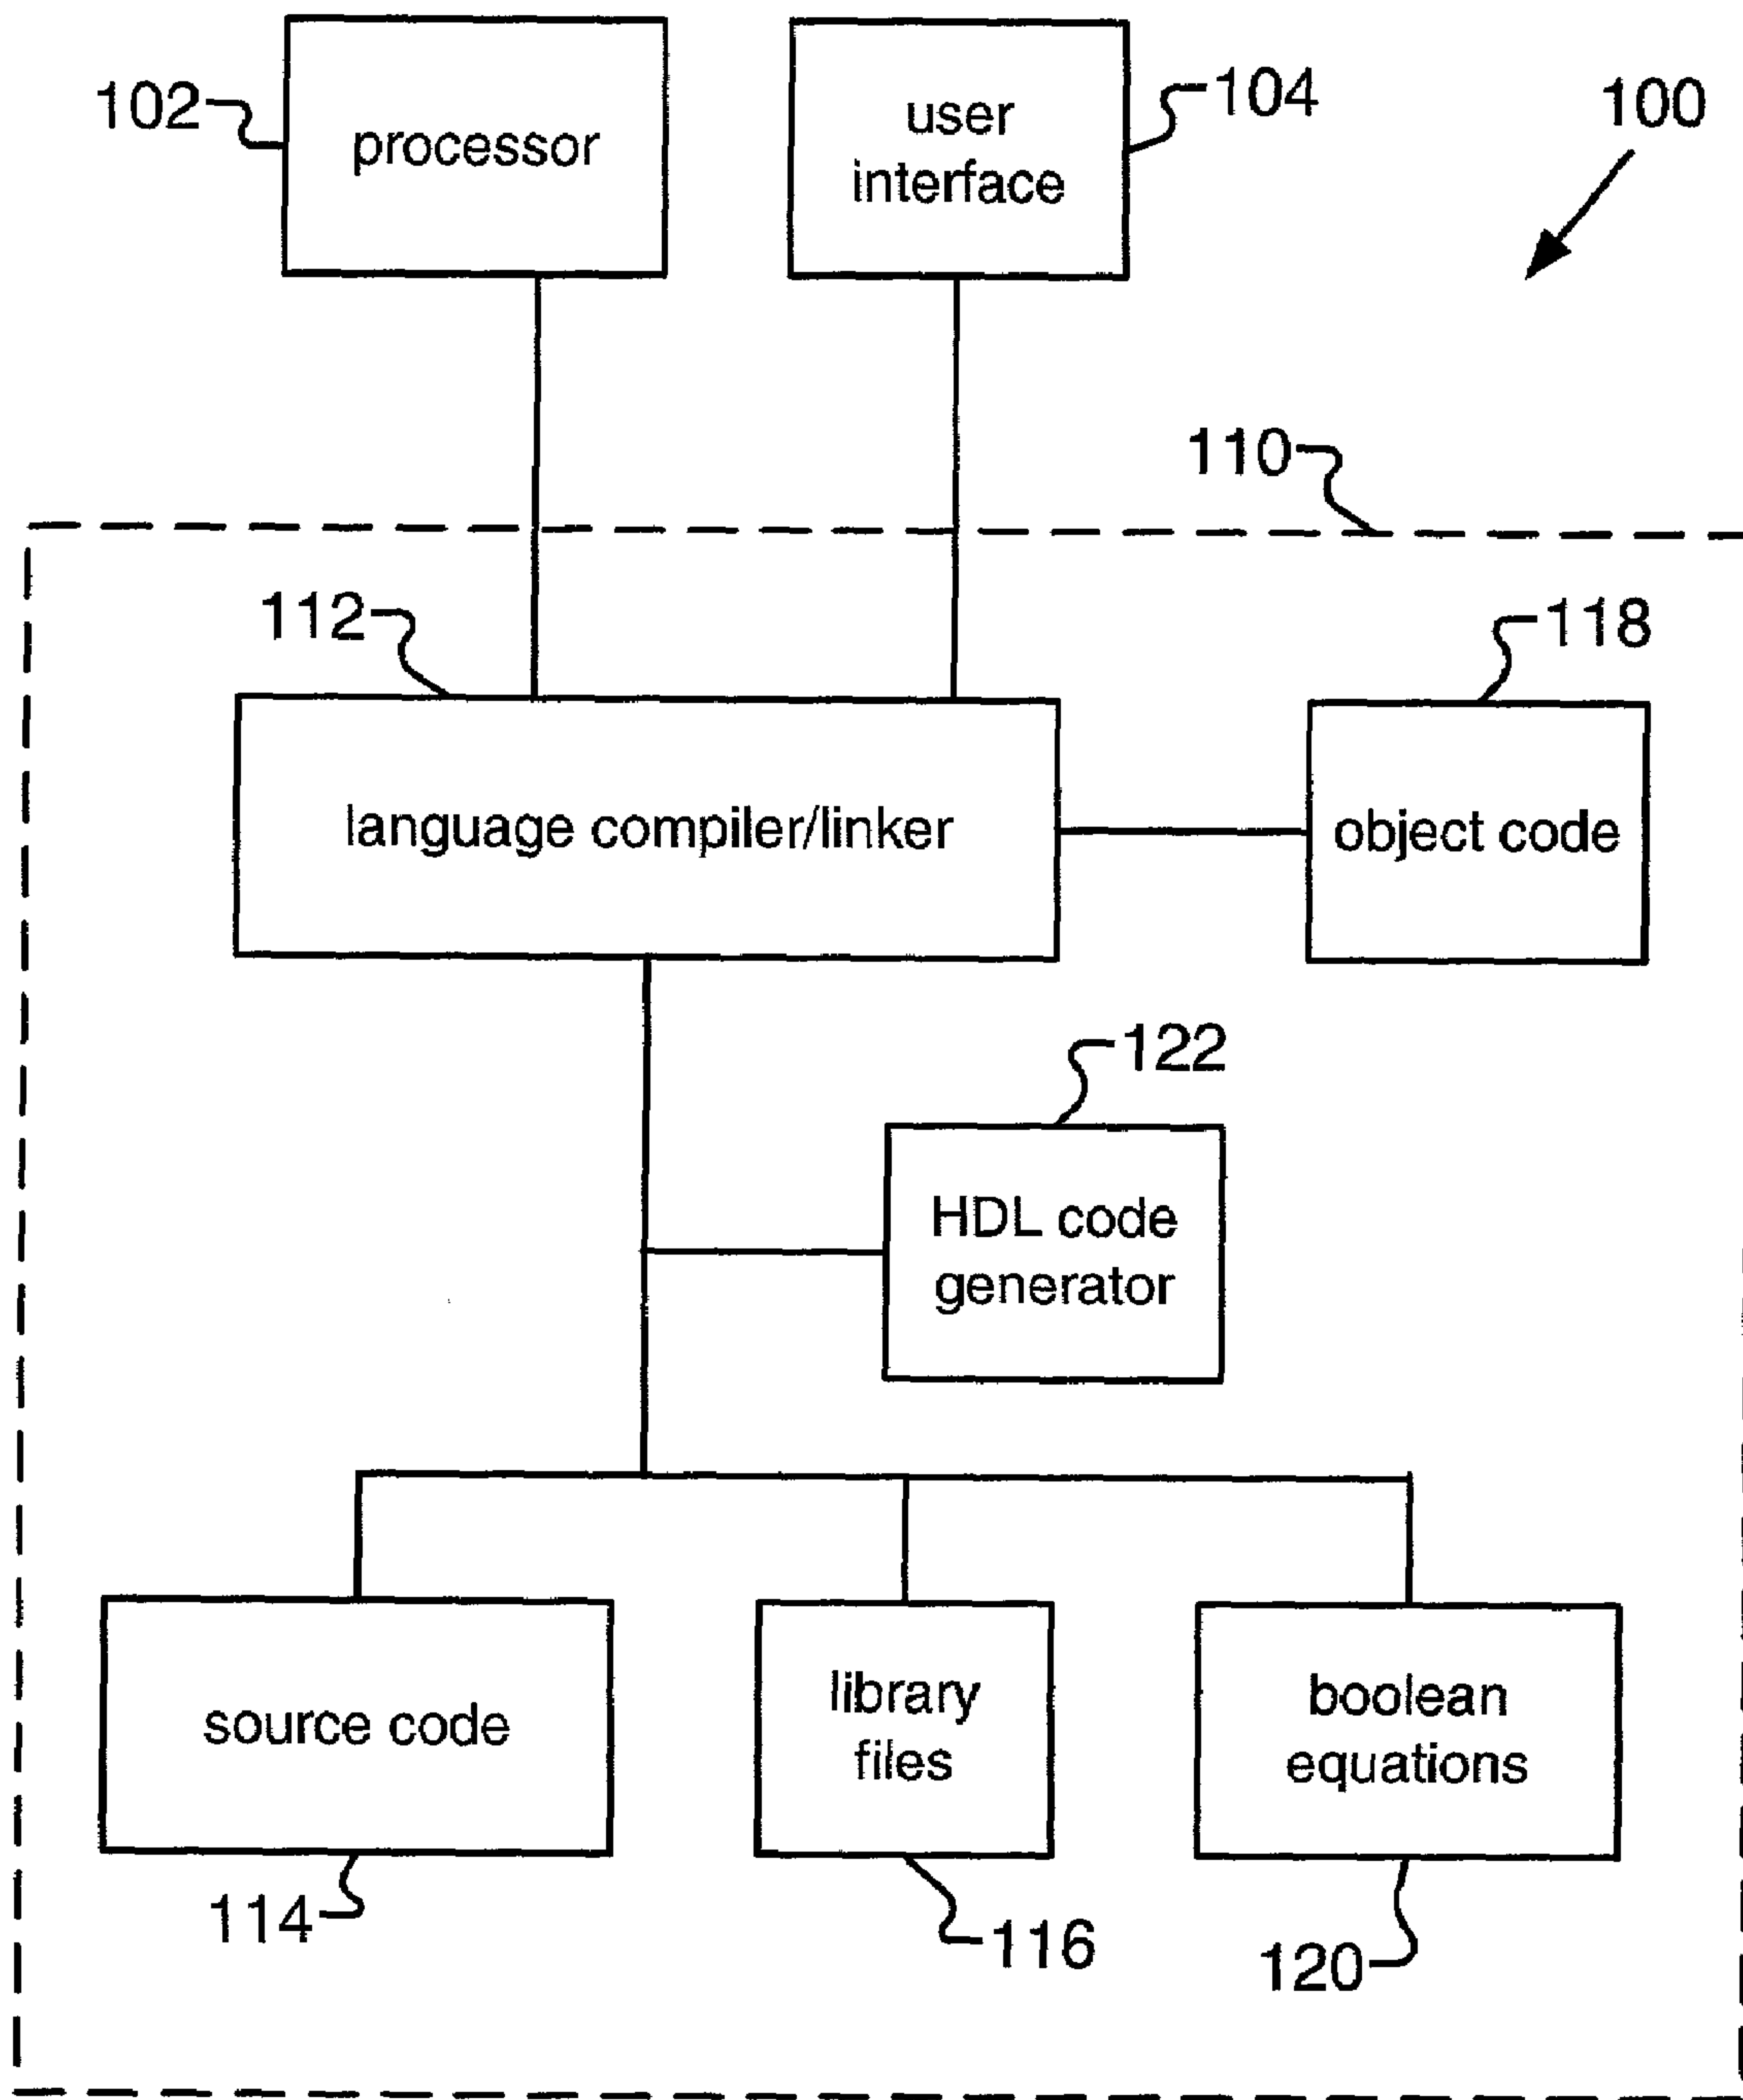 102
processor
user
interface
104
100
110
112
118
language compiler/linker
object code
122
HDL code
generator
source code
library
files
boolean
equations
114
116
120